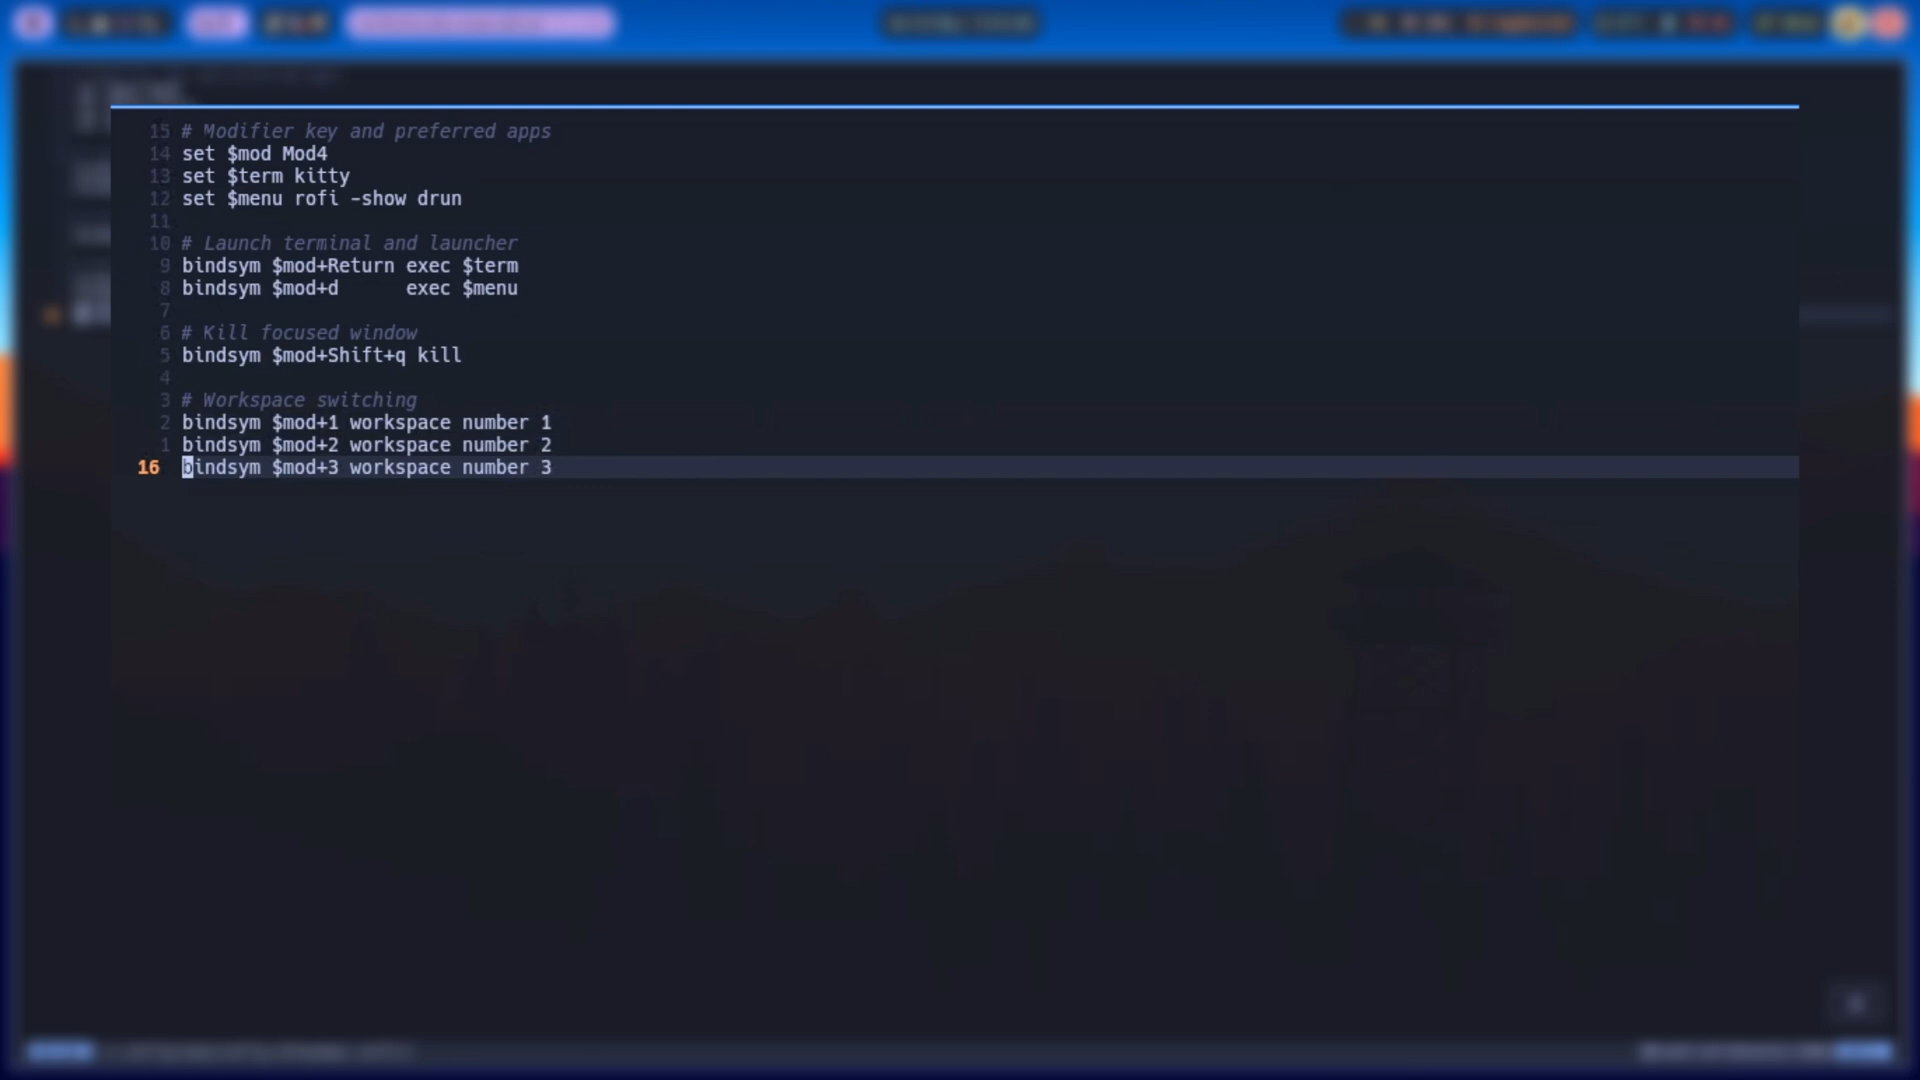 15 # Modifier key and preferred apps
14 set $mod Mod4
13 set $term kitty
12 set $menu rofi -show drun
11
10 # Launch terminal and launcher
9 bindsym $mod+Return exec $term
8 bindsym $mod+d      exec $menu
7
6 # Kill focused window
5 bindsym $mod+Shift+q kill
4
3 # Workspace switching
2 bindsym $mod+1 workspace number 1
1 bindsym $mod+2 workspace number 2
16 bindsym $mod+3 workspace number 3